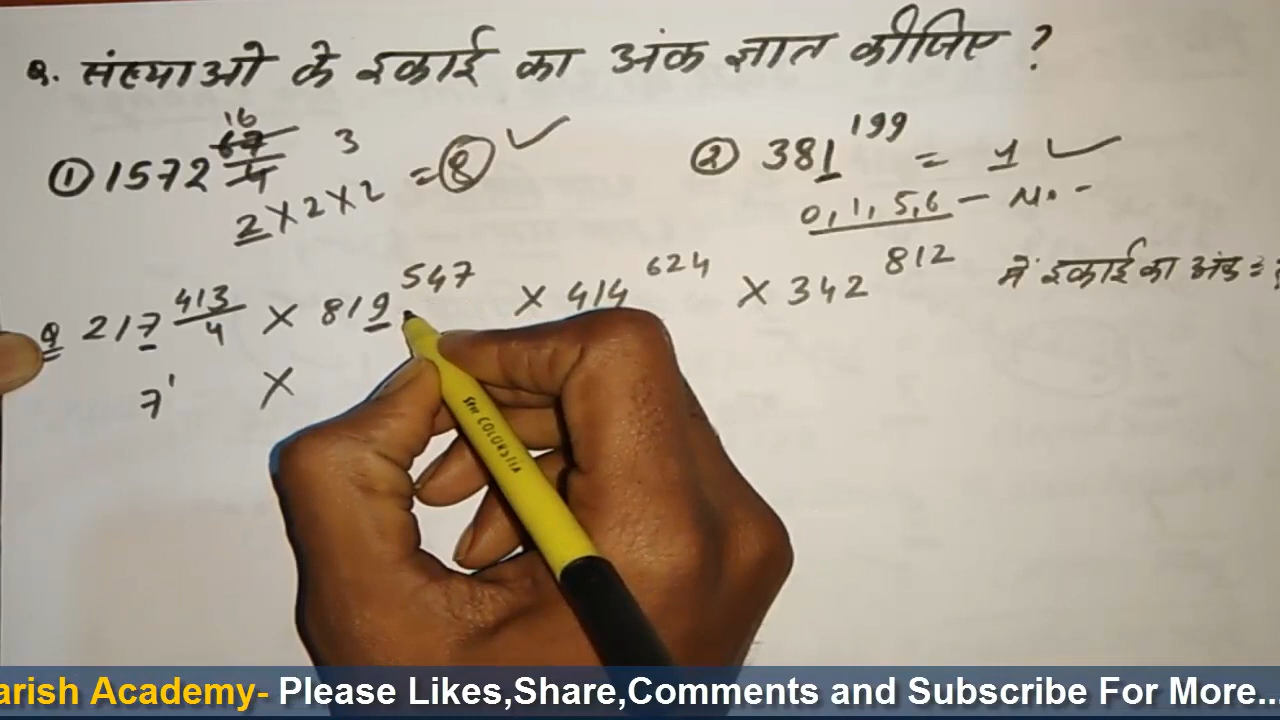 Q. संख्याओ के इकाई का अंक ज्ञात कीजिए ?
① 1572 67/4 16 3 = 8 ✓
2×2×2
② 381 199 = 1 ✓
0, 1, 5, 6 –
Q 217 413/4 × 819 547 × 414 624 × 342 812 में इकाई का अंक =
7 1 ×
arish Academy- Please Likes,Share,Comments and Subscribe For More...